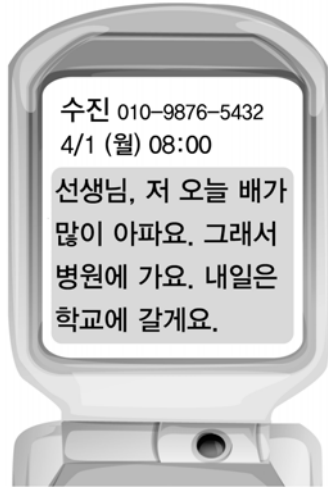 수진 010-9876-5432
4/1 (월) 08:00
선생님, 저 오늘 배가
많이 아파요. 그래서
병원에 가요. 내일은
학교에 갈게요.